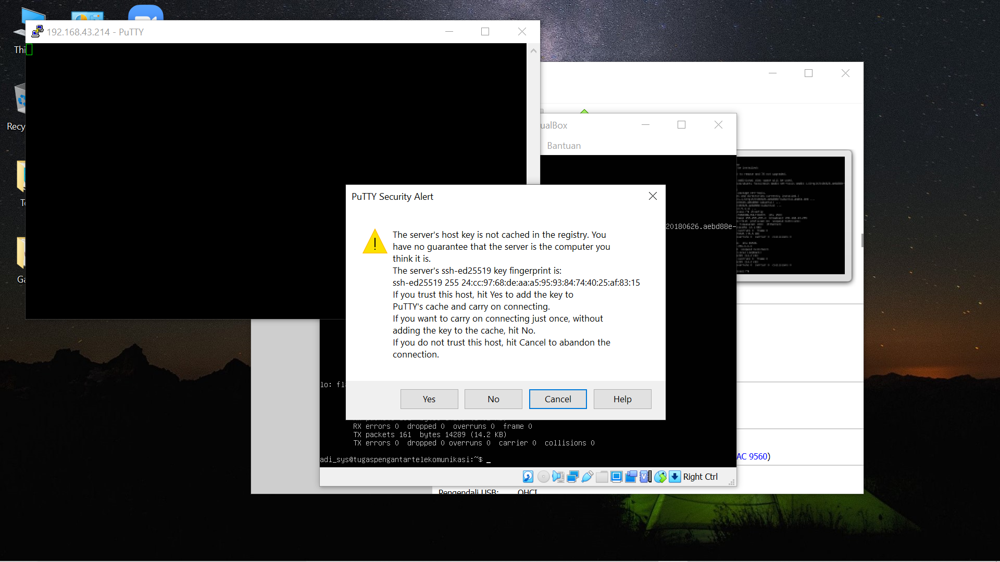 192.168.43.214 - PuTTY
Thi
Recy
To
Ga
ualBox
Bantuan
20180626.aebd88e-
PuTTY Security Alert
The server's host key is not cached in the registry. You
have no guarantee that the server is the computer you
think it is.
The server's ssh-ed25519 key fingerprint is:
ssh-ed25519 255 24:cc:97:68:de:aa:a5:95:93:84:74:40:25:af:83:15
If you trust this host, hit Yes to add the key to
PuTTY's cache and carry on connecting.
If you want to carry on connecting just once, without
adding the key to the cache, hit No.
If you do not trust this host, hit Cancel to abandon the
connection.
Yes
No
Cancel
Help
lo: fl
RX errors 0 dropped 0 overruns 0 frame 0
TX packets 161 bytes 14289 (14.2 KB)
TX errors 0 dropped 0 overruns 0 carrier 0 collisions 0
adi_sys@tugaspengantartelekomunikasi:~$ _
AC 9560)
Right Ctrl
Pengendali USB: OHCI